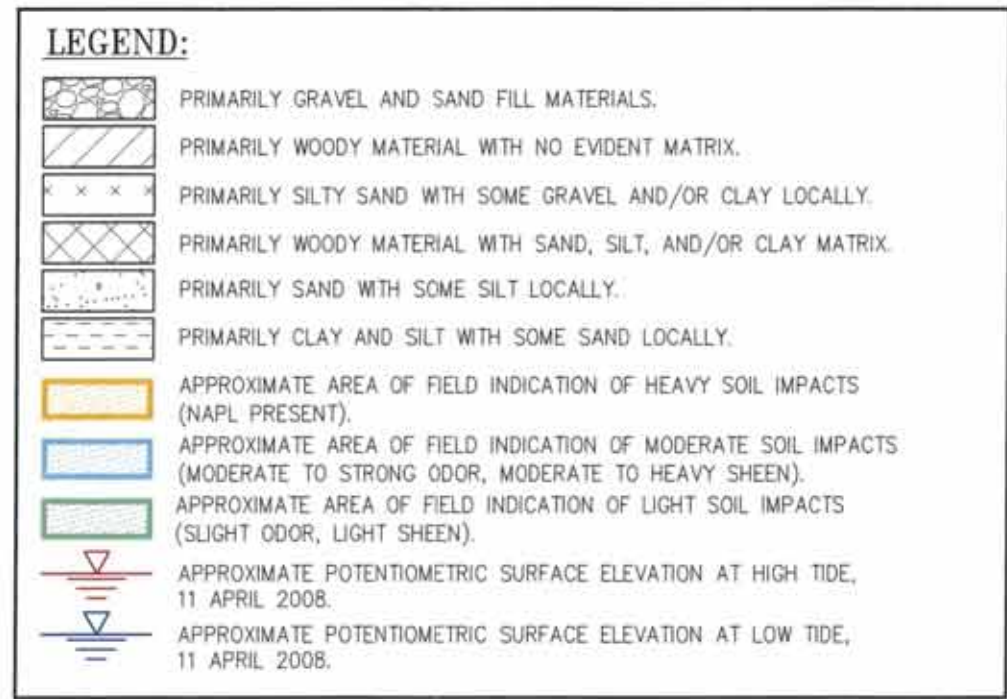 LEGEND:
PRIMARILY GRAVEL AND SAND FILL MATERIALS.
PRIMARILY WOODY MATERIAL WITH NO EVIDENT MATRIX.
PRIMARILY SILTY SAND WITH SOME GRAVEL AND/OR CLAY LOCALLY.
PRIMARILY WOODY MATERIAL WITH SAND, SILT, AND/OR CLAY MATRIX.
PRIMARILY SAND WITH SOME SILT LOCALLY.
PRIMARILY CLAY AND SILT WITH SOME SAND LOCALLY.
APPROXIMATE AREA OF FIELD INDICATION OF HEAVY SOIL IMPACTS
(NAPL PRESENT).
APPROXIMATE AREA OF FIELD INDICATION OF MODERATE SOIL IMPACTS
(MODERATE TO STRONG ODOR, MODERATE TO HEAVY SHEEN).
APPROXIMATE AREA OF FIELD INDICATION OF LIGHT SOIL IMPACTS
(SLIGHT ODOR, LIGHT SHEEN).
APPROXIMATE POTENTIOMETRIC SURFACE ELEVATION AT HIGH TIDE,
11 APRIL 2008.
APPROXIMATE POTENTIOMETRIC SURFACE ELEVATION AT LOW TIDE,
11 APRIL 2008.